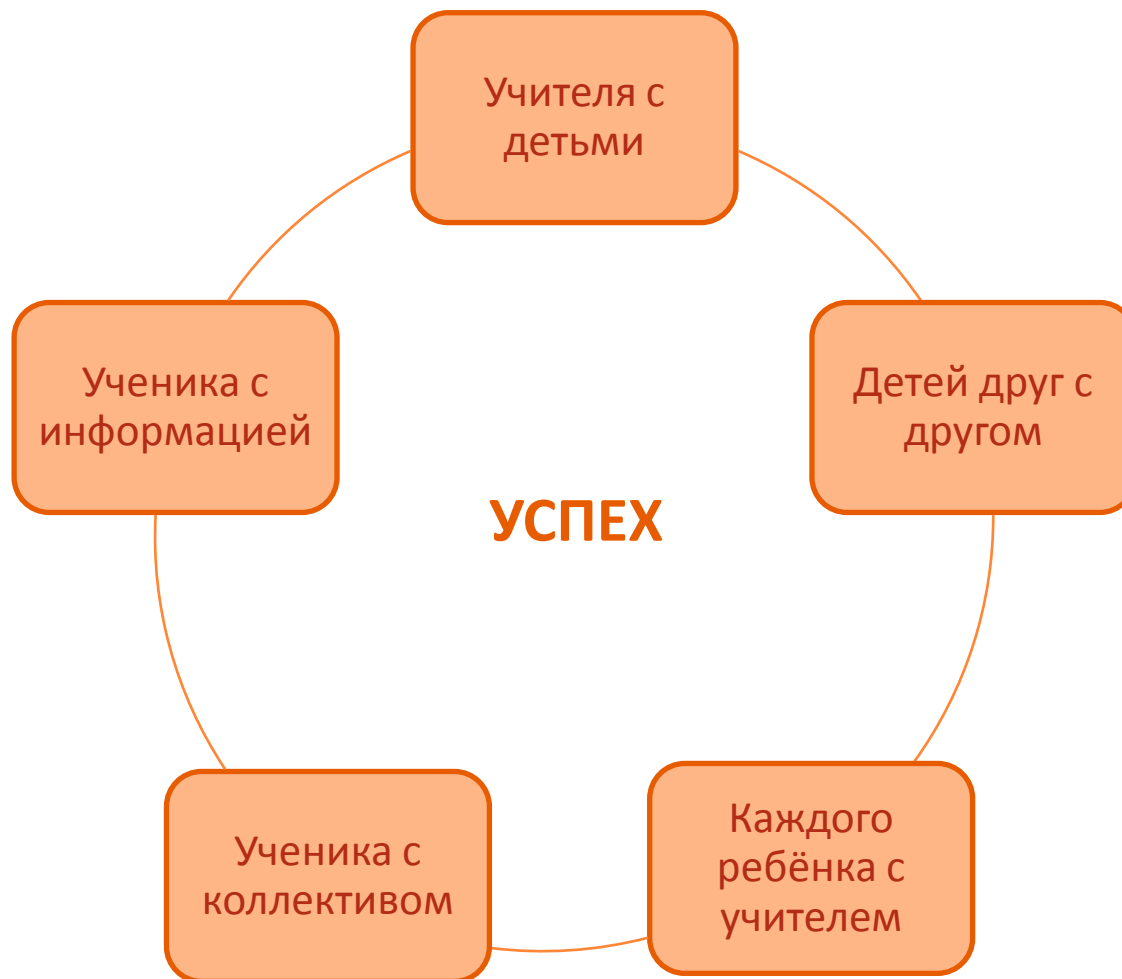 Учителя с
детьми
Ученика с
информацией
Детей друг с
другом
УСПЕХ
Ученика с
коллективом
Каждого
ребёнка с
учителем